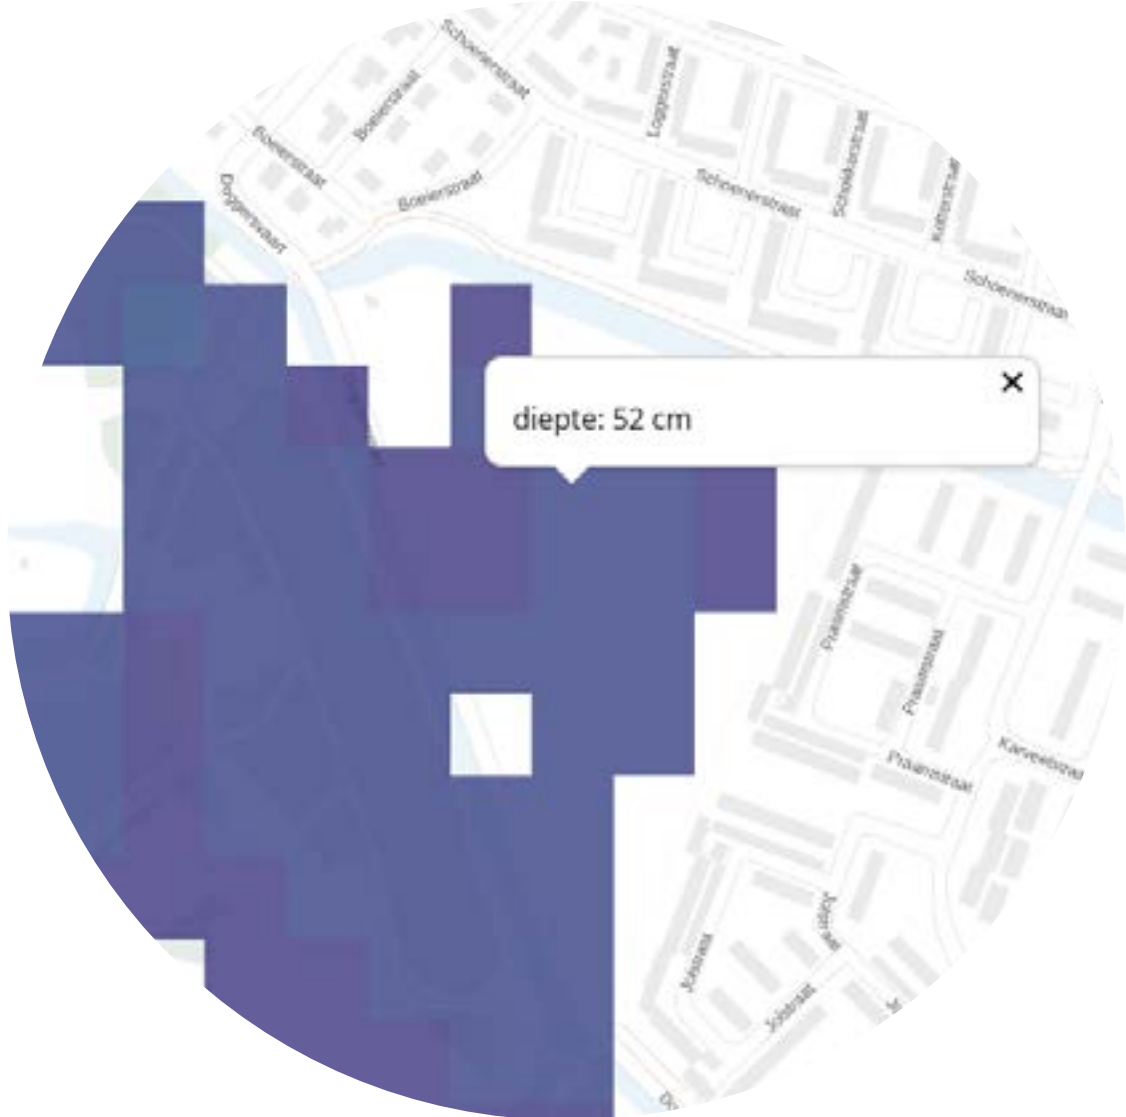 Schoenerstraat
Loggerstraat
Boeierstraat
Schokkerstraat
Boeierstraat
Kotterstraat
Boeierstraat
Schoenerstraat
Doggersvaart
Schoenerstraat
diepte: 52 cm
Praamstraat
Praamstraat
Praamstraat
Karveelstraat
Jolstraat
Jolstraat
Jolstraat